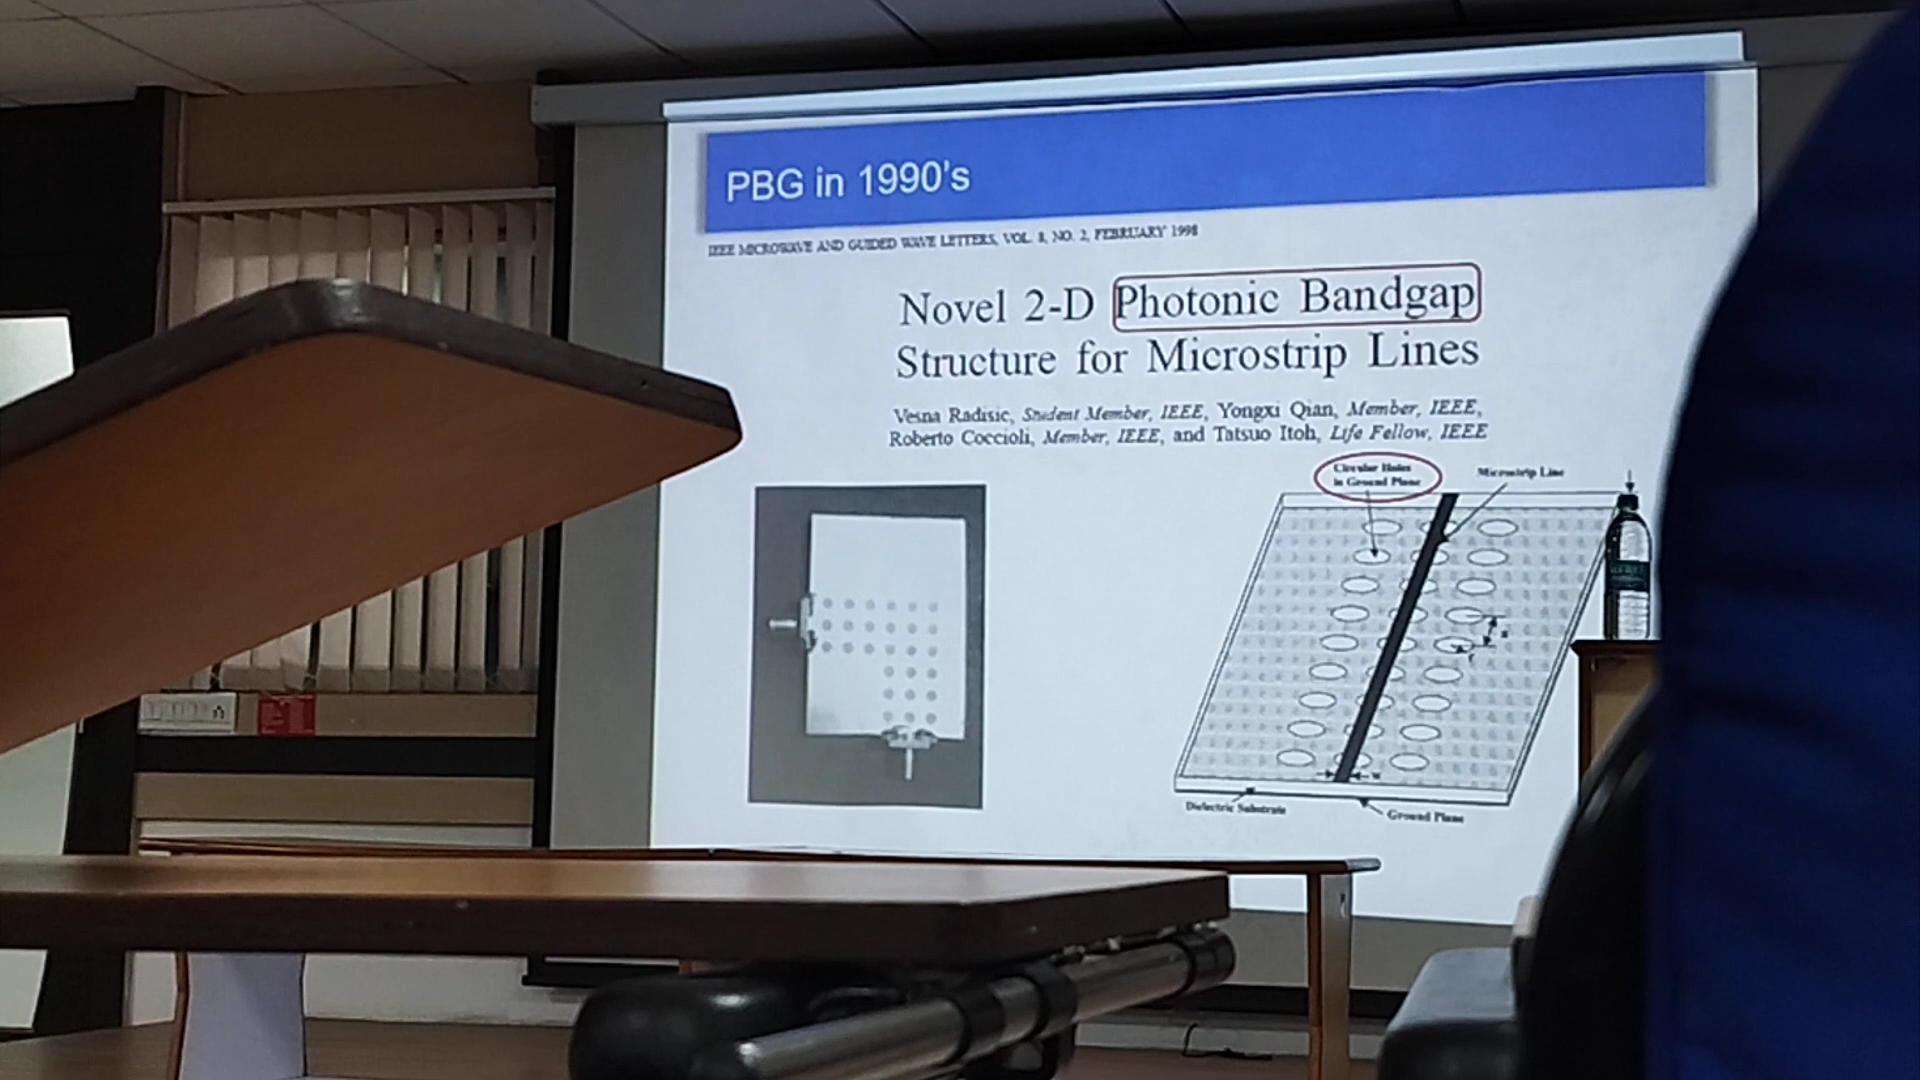 PBG in 1990's
IEEE MICROWAVE AND GUIDED WAVE LETTERS, VOL. 8, NO. 2, FEBRUARY 1998
Novel 2-D Photonic Bandgap
Structure for Microstrip Lines
Vesna Radisic, Student Member, IEEE, Yongxi Qian, Member, IEEE,
Roberto Coccioli, Member, IEEE, and Tatsuo Itoh, Life Fellow, IEEE
Circular Holes
in Ground Plane
Microstrip Line
a
r
w
Dielectric Substrate
Ground Plane